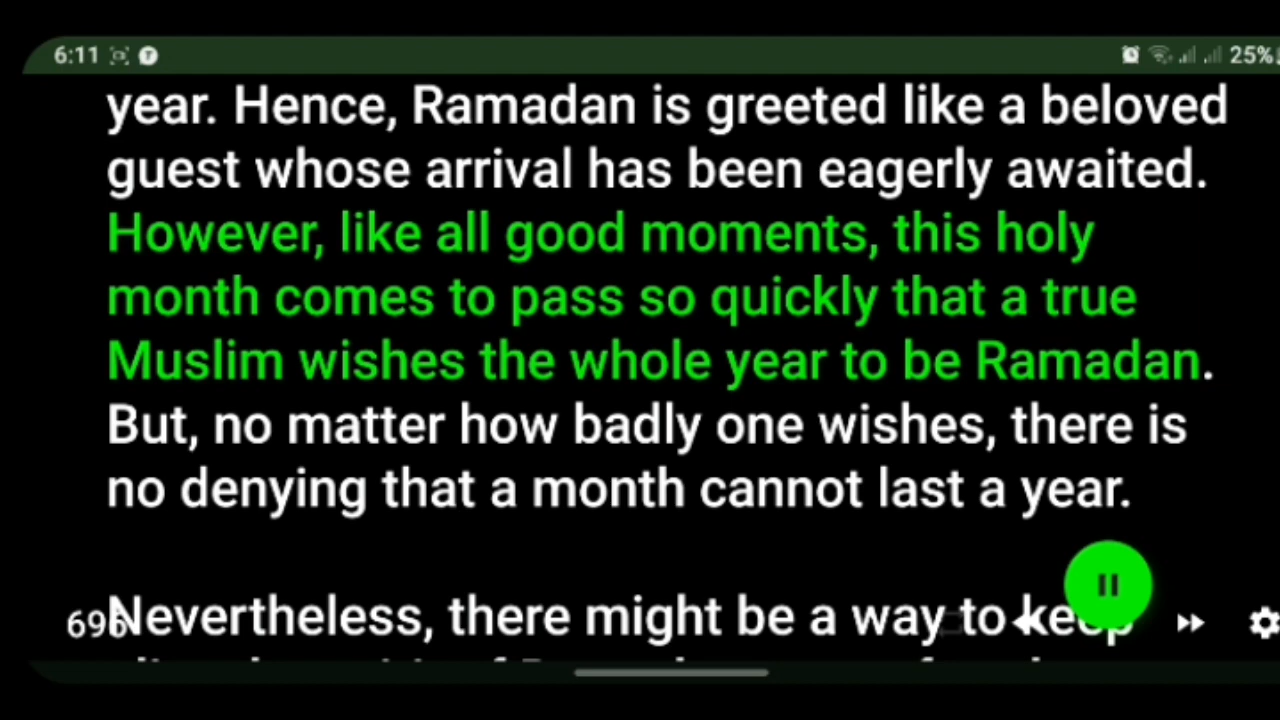 6:11
25%
year. Hence, Ramadan is greeted like a beloved
guest whose arrival has been eagerly awaited.
However, like all good moments, this holy
month comes to pass so quickly that a true
Muslim wishes the whole year to be Ramadan.
But, no matter how badly one wishes, there is
no denying that a month cannot last a year.
Nevertheless, there might be a way to keep